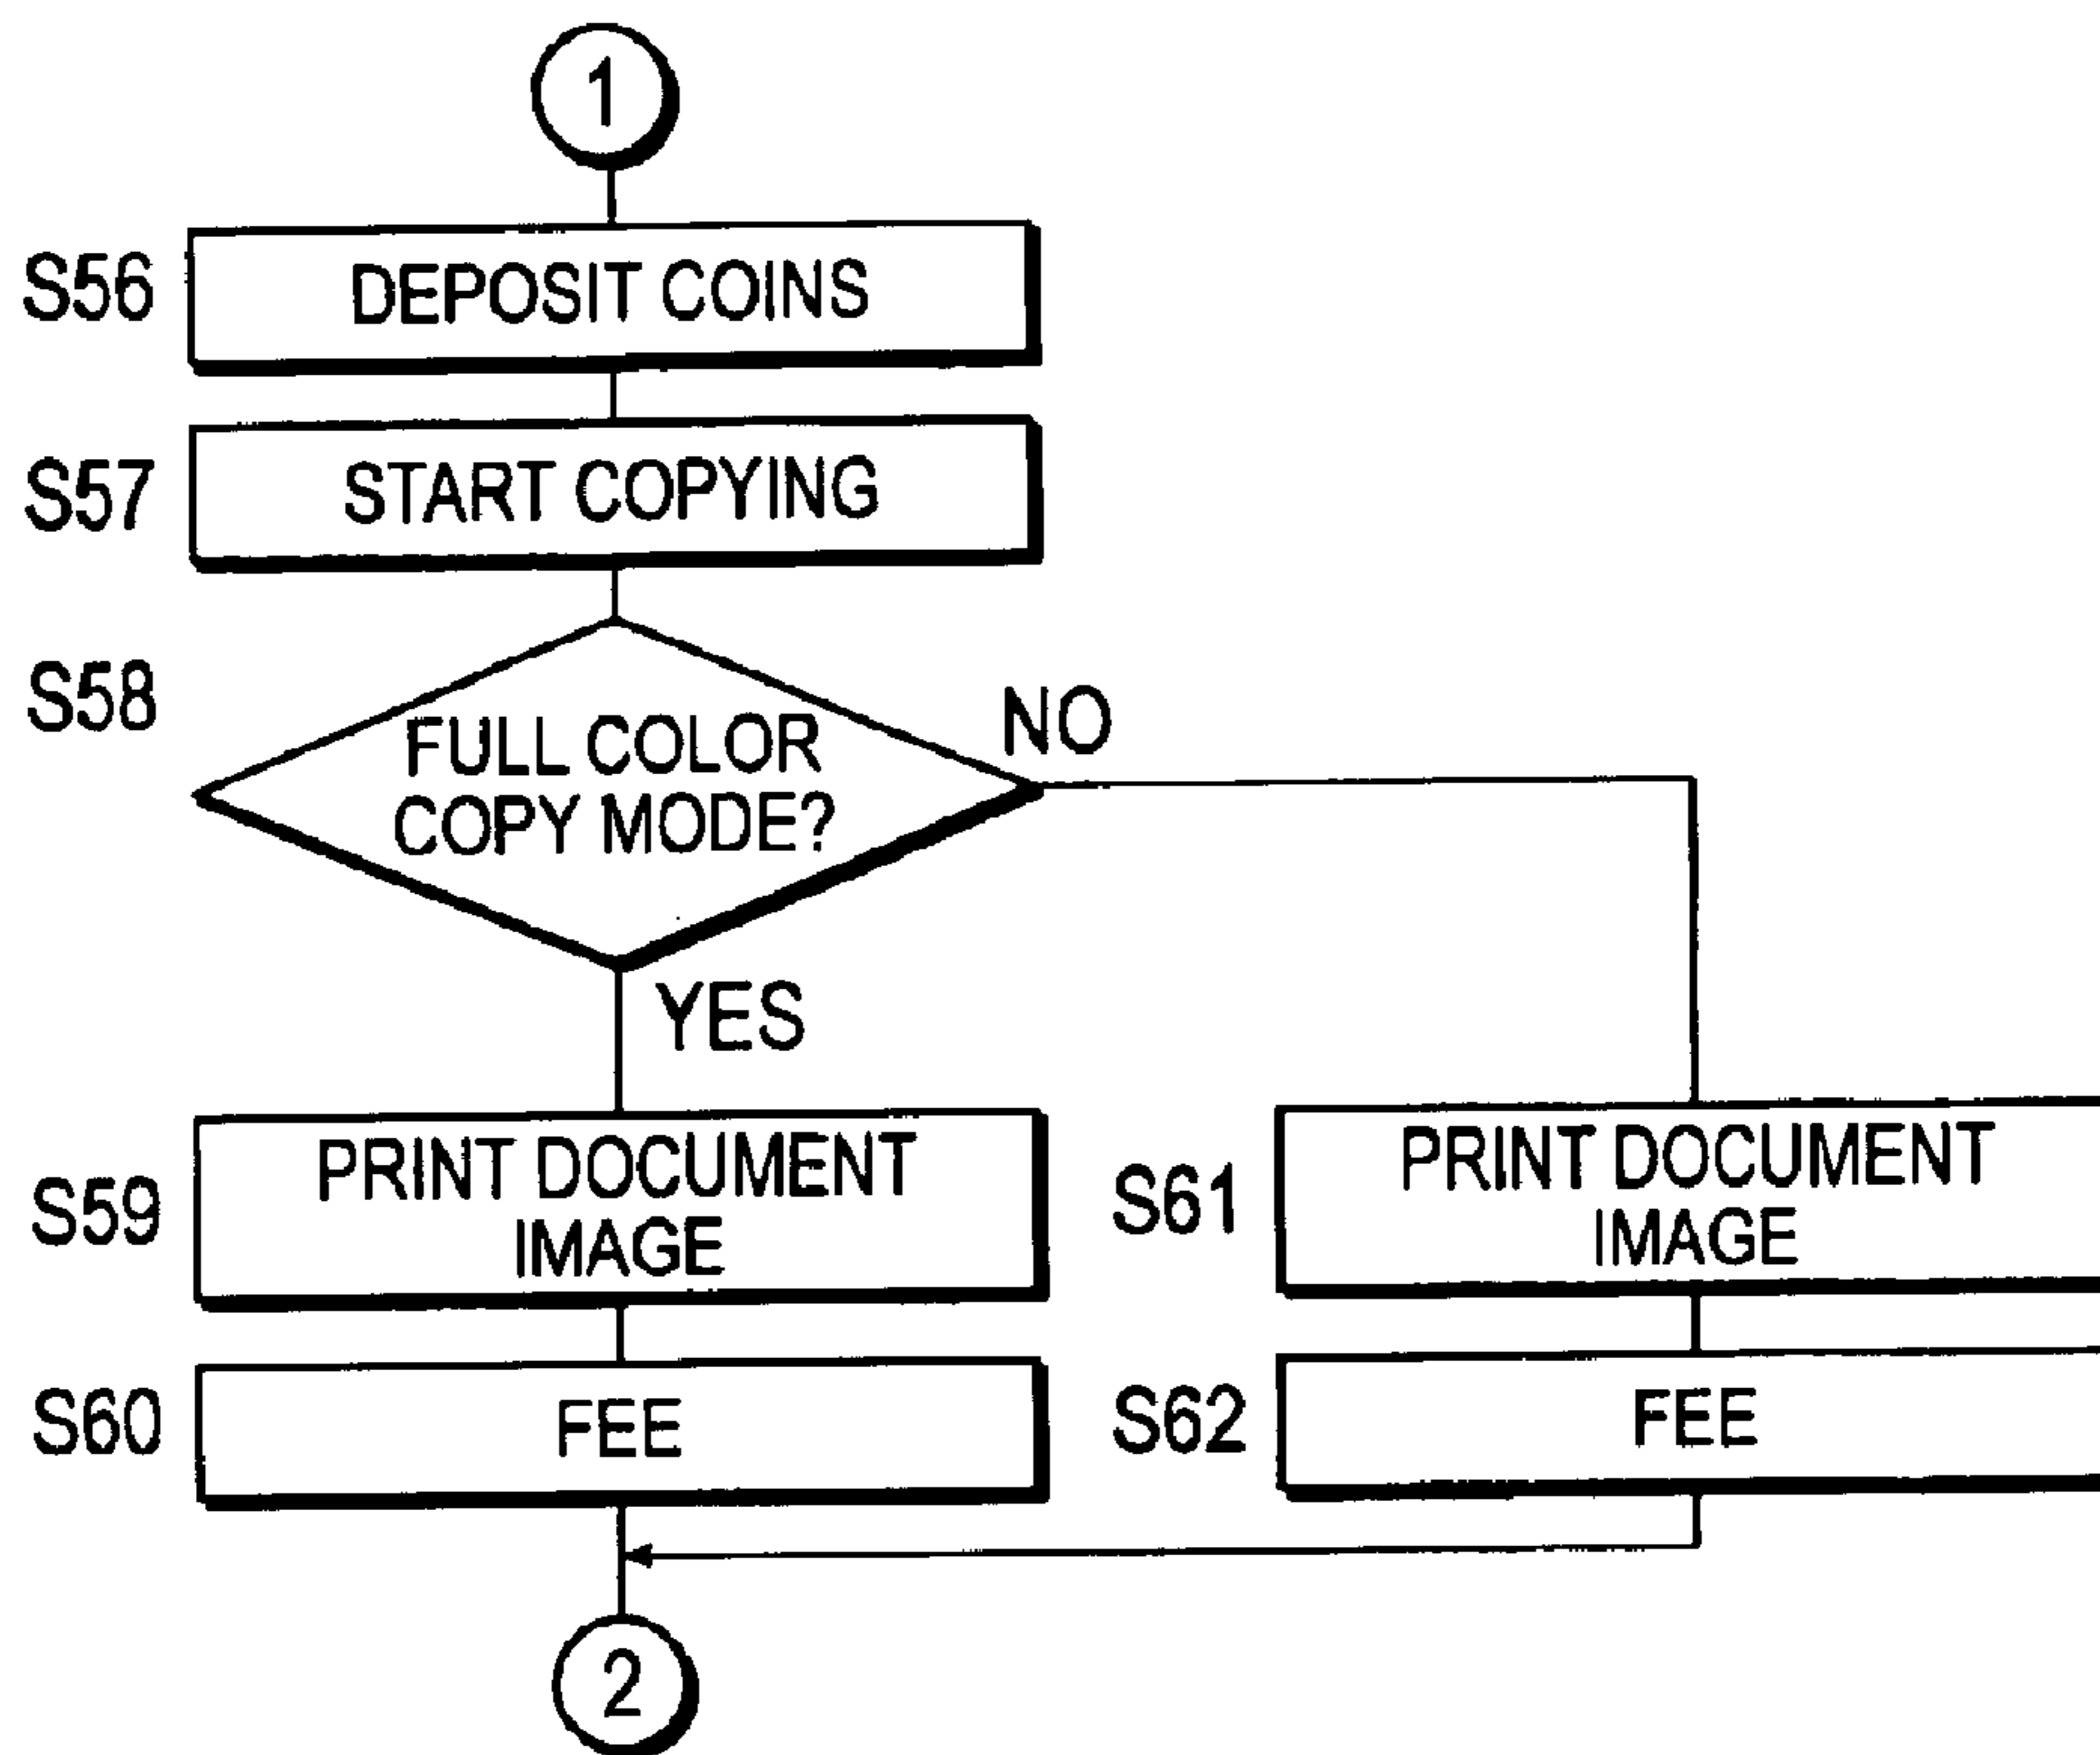 1
S56
DEPOSIT COINS
S57
START COPYING
S58
FULL COLOR
COPY MODE?
NO
YES
S59
PRINT DOCUMENT
IMAGE
S61
PRINT DOCUMENT
IMAGE
S60
FEE
S62
FEE
2